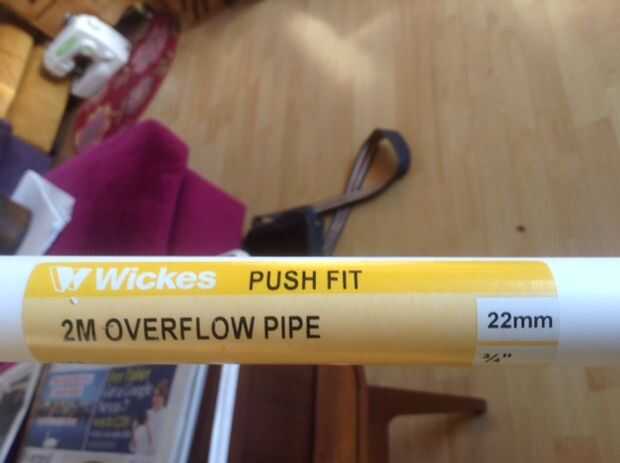 Wickes PUSH FIT
2M OVERFLOW PIPE
22mm
3/4"